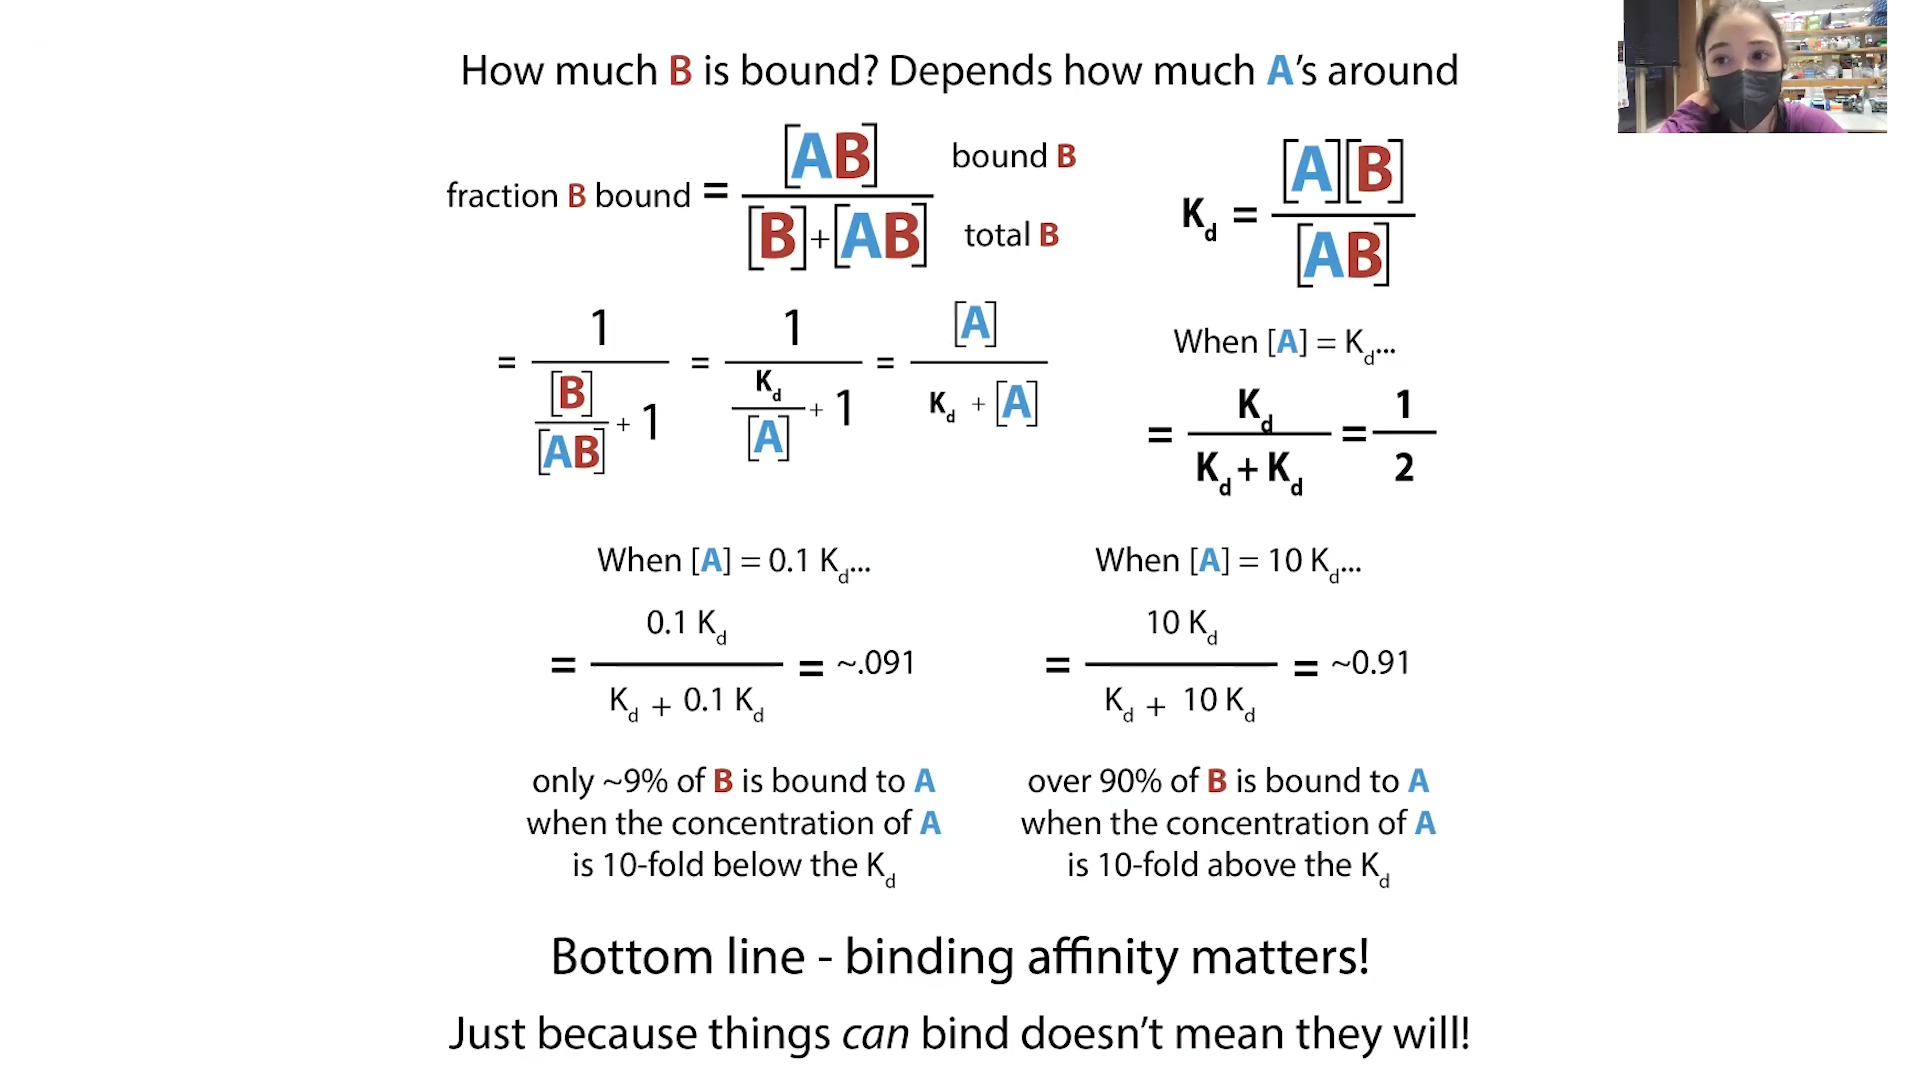 How much B is bound? Depends how much A's around
fraction B bound = [AB] / [B]+[AB]
bound B
total B
K_d = [A][B] / [AB]
= 1 / ([B]/[AB] + 1) = 1 / (K_d/[A] + 1) = [A] / (K_d + [A])
When [A] = K_d...
= K_d / (K_d + K_d) = 1/2
When [A] = 0.1 K_d...
= 0.1 K_d / (K_d + 0.1 K_d) = ~.091
only ~9% of B is bound to A
when the concentration of A
is 10-fold below the K_d
When [A] = 10 K_d...
= 10 K_d / (K_d + 10 K_d) = ~0.91
over 90% of B is bound to A
when the concentration of A
is 10-fold above the K_d
Bottom line - binding affinity matters!
Just because things can bind doesn't mean they will!